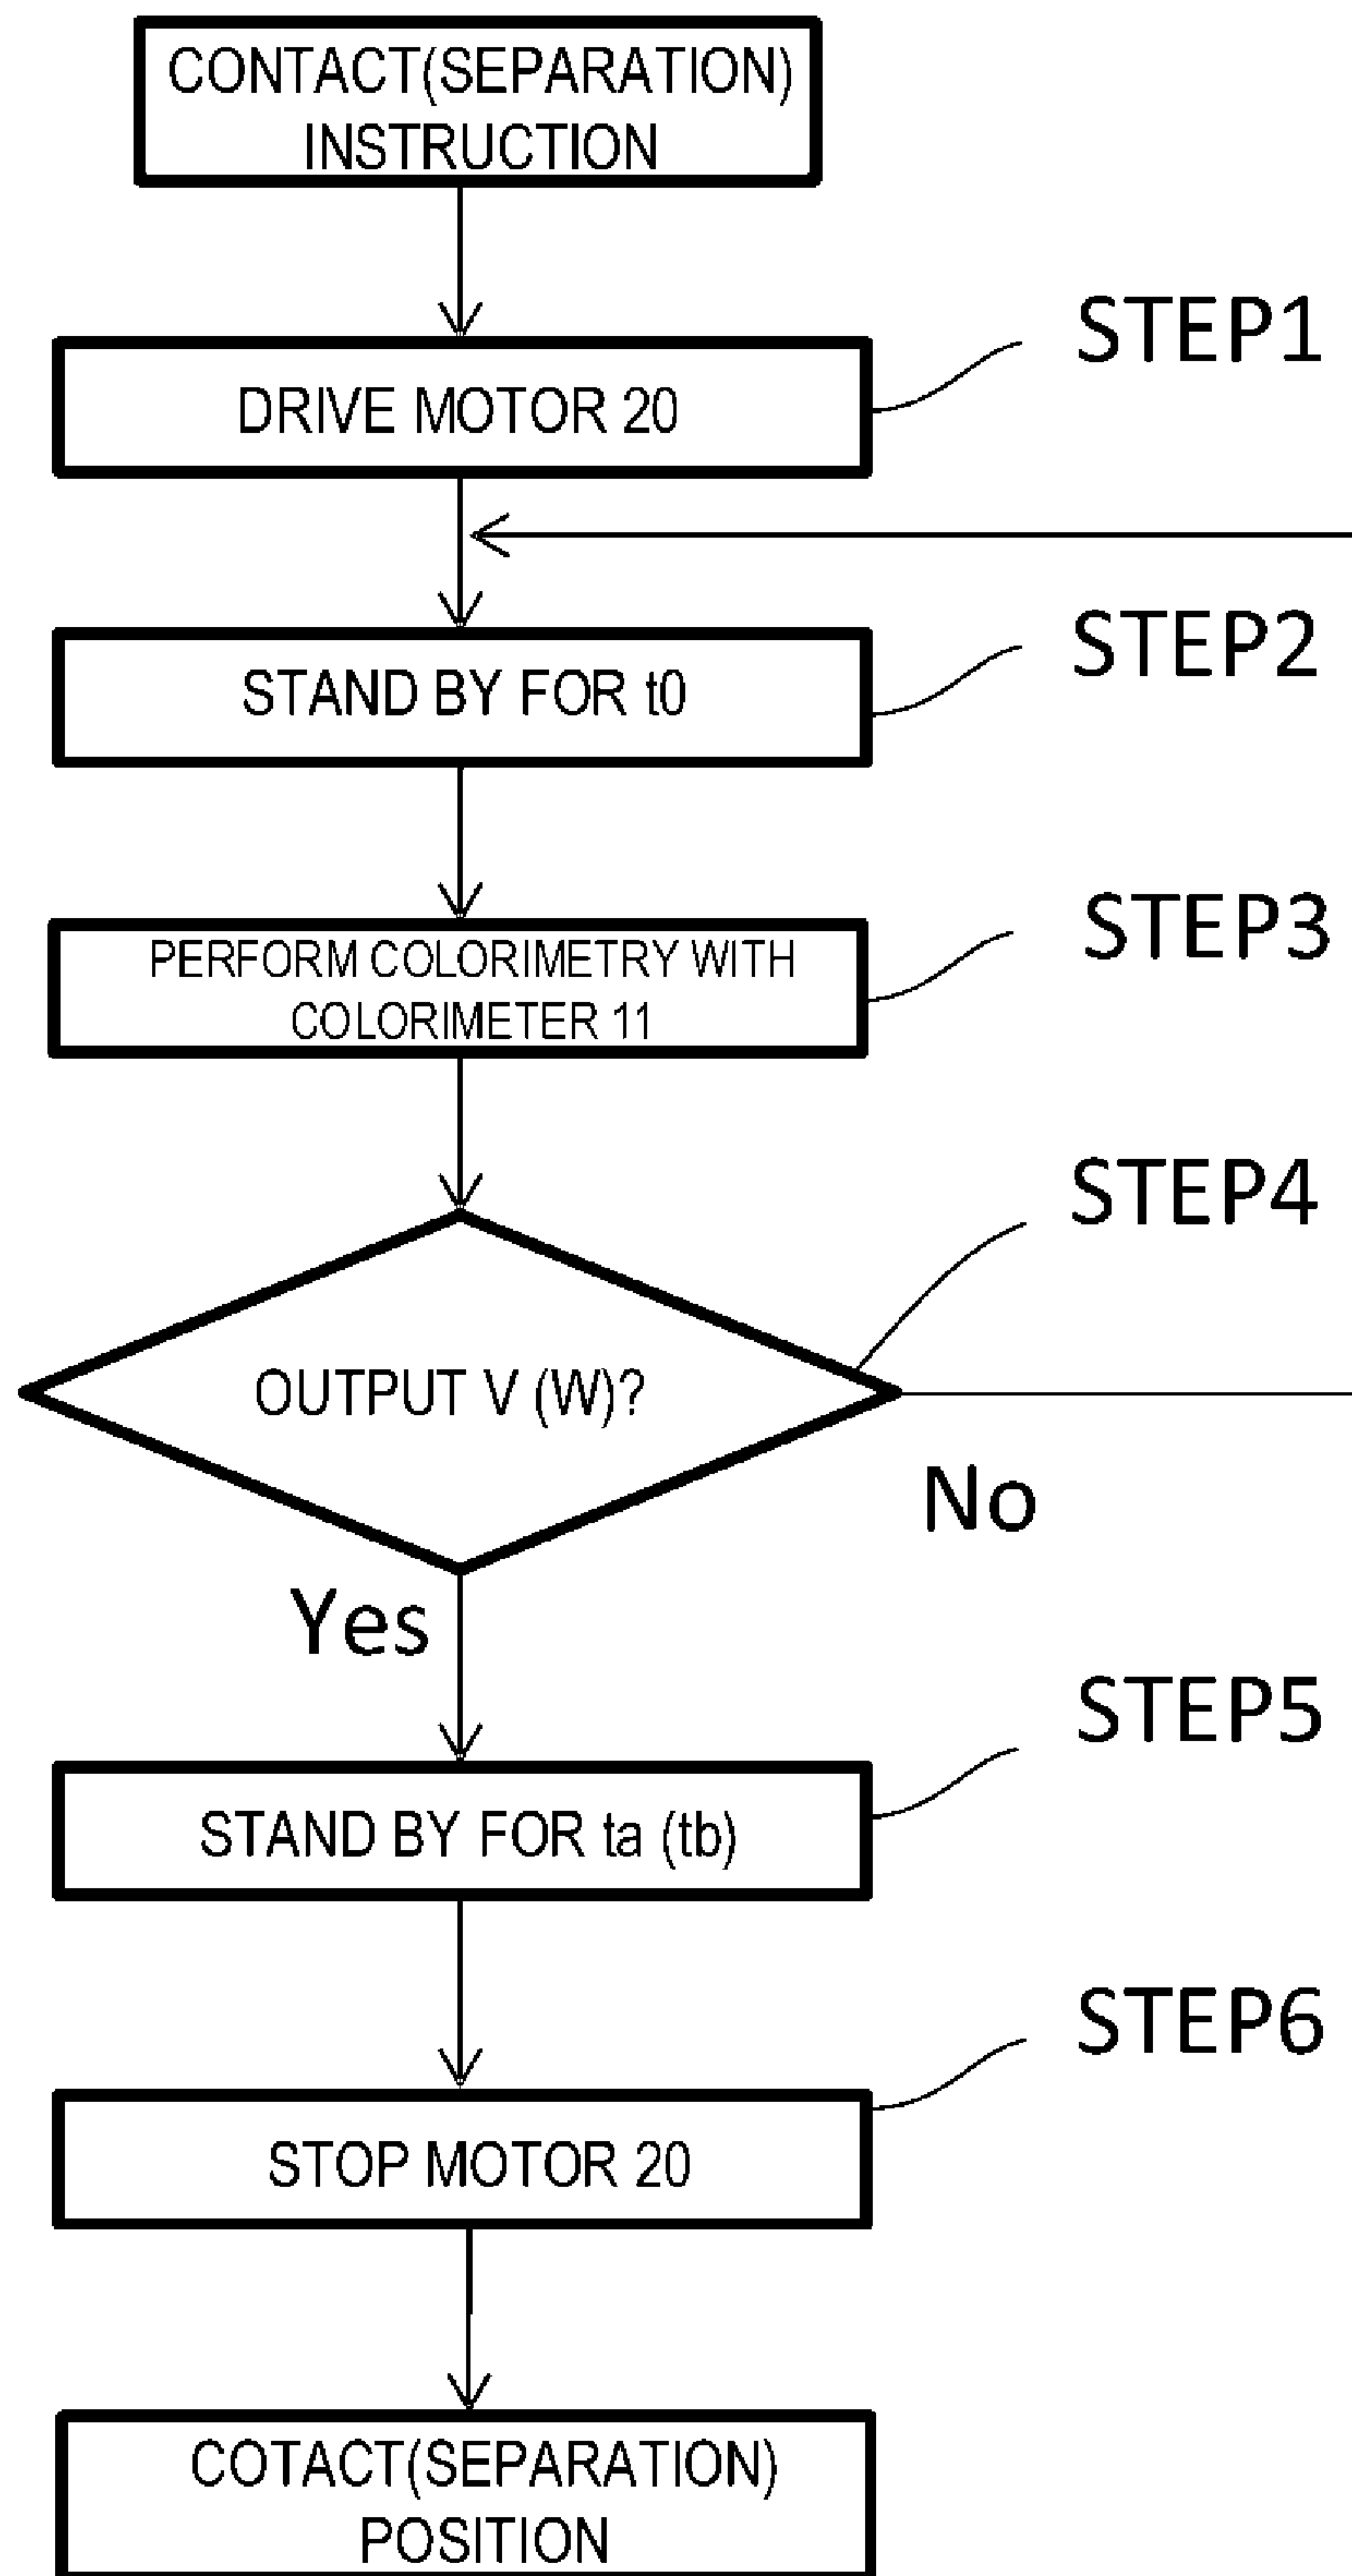 CONTACT(SEPARATION)
INSTRUCTION
STEP1
DRIVE MOTOR 20
STEP2
STAND BY FOR t0
STEP3
PERFORM COLORIMETRY WITH
COLORIMETER 11
STEP4
OUTPUT V (W)?
No
Yes
STEP5
STAND BY FOR ta (tb)
STEP6
STOP MOTOR 20
COTACT(SEPARATION)
POSITION